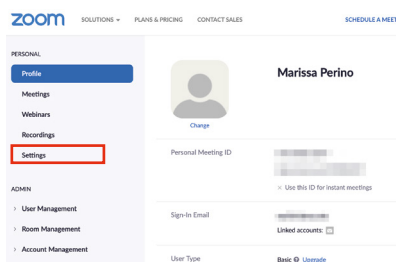 zoom SOLUTIONS PLANS & PRICING CONTACT SALES SCHEDULE A MEET
PERSONAL
Profile
Meetings
Webinars
Recordings
Settings
ADMIN
User Management
Room Management
Account Management
Marissa Perino
Change
Personal Meeting ID
Use this ID for instant meetings
Sign-In Email
Linked accounts:
User Type
Basic Upgrade